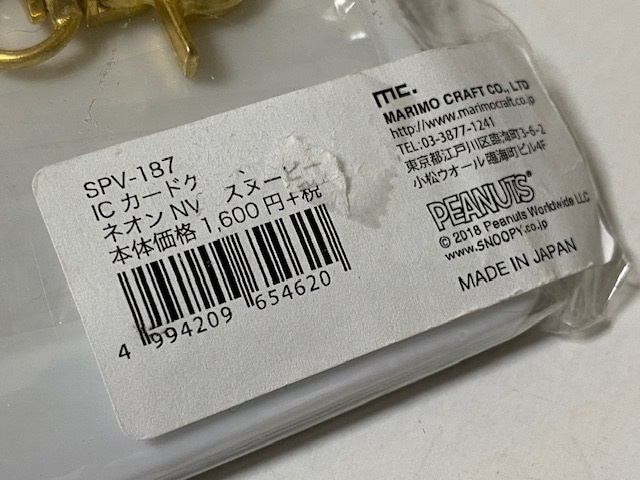 SPV-187
IC カードケ
ネオン NV スヌーピー
本体価格 1,600 円+税
4 994209 654620
mc.
MARIMO CRAFT CO., LTD
http://www.marimocraft.co.jp
TEL:03-3877-1241
東京都江戸川区臨海町3-6-2
小松ウオール臨海町ビル4F
PEANUTS
© 2018 Peanuts Worldwide LLC
www.SNOOPY.co.jp
MADE IN JAPAN